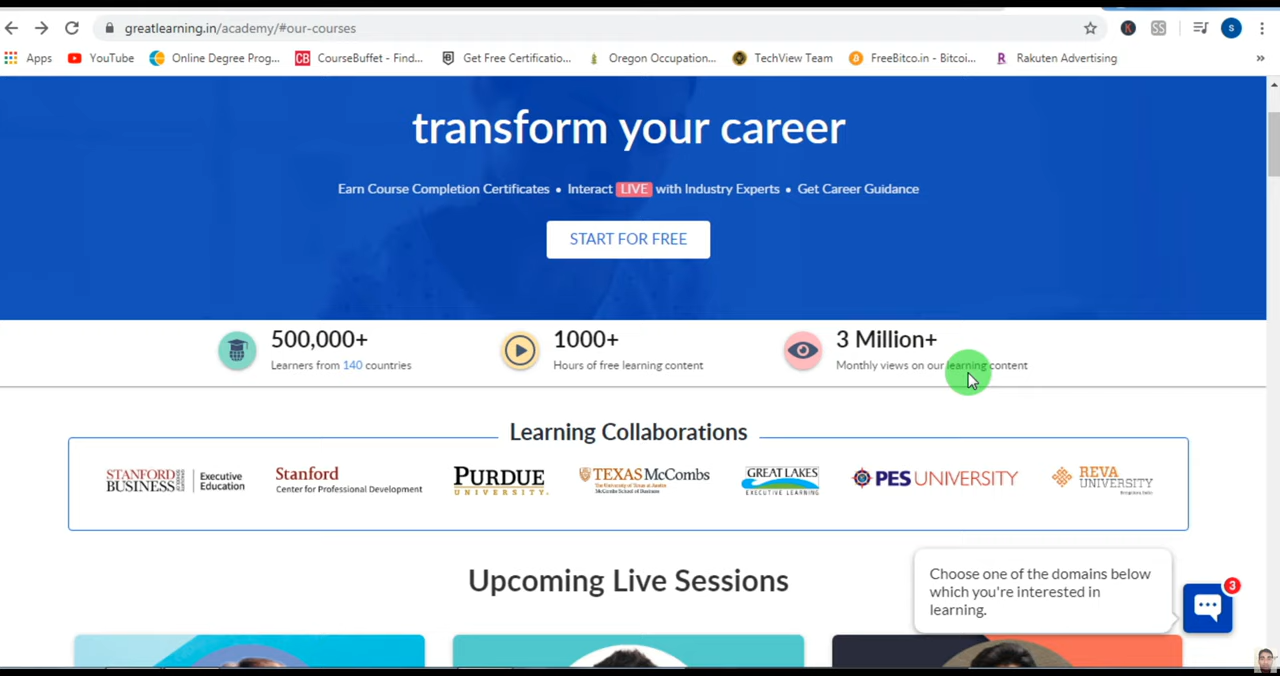 greatlearning.in/academy/#our-courses
K SS S
Apps YouTube Online Degree Prog... CB CourseBuffet - Find... Get Free Certificatio... Oregon Occupation... TechView Team FreeBitco.in - Bitcoi... R Rakuten Advertising »
transform your career
Earn Course Completion Certificates • Interact LIVE with Industry Experts • Get Career Guidance
START FOR FREE
500,000+
Learners from 140 countries
1000+
Hours of free learning content
3 Million+
Monthly views on our learning content
Learning Collaborations
STANFORD BUSINESS
Executive Education
Stanford
Center for Professional Development
PURDUE
UNIVERSITY
TEXAS McCombs
The University of Texas at Austin
McCombs School of Business
GREAT LAKES
EXECUTIVE LEARNING
PES UNIVERSITY
REVA
UNIVERSITY
Upcoming Live Sessions
Choose one of the domains below
which you're interested in
learning.
3